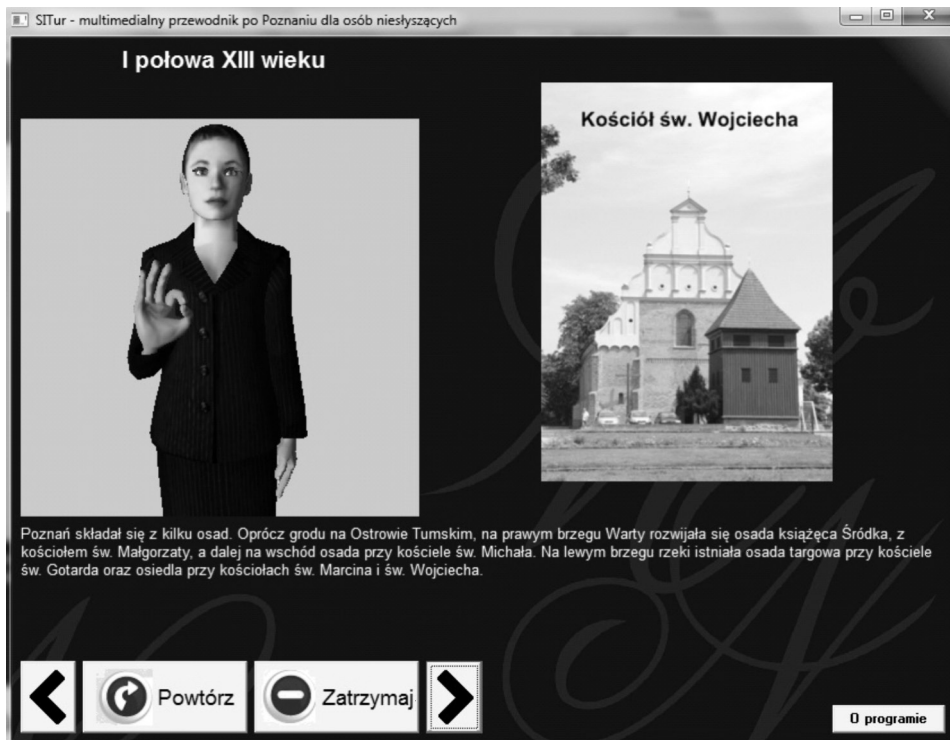 SITur - multimedialny przewodnik po Poznaniu dla osób niesłyszących
I połowa XIII wieku
Kościół św. Wojciecha
Poznań składał się z kilku osad. Oprócz grodu na Ostrowie Tumskim, na prawym brzegu Warty rozwijała się osada książęca Śródka, z
kościołem św. Małgorzaty, a dalej na wschód osada przy kościele św. Michała. Na lewym brzegu rzeki istniała osada targowa przy kościele
św. Gotarda oraz osiedla przy kościołach św. Marcina i św. Wojciecha.
Powtórz
Zatrzymaj
O programie